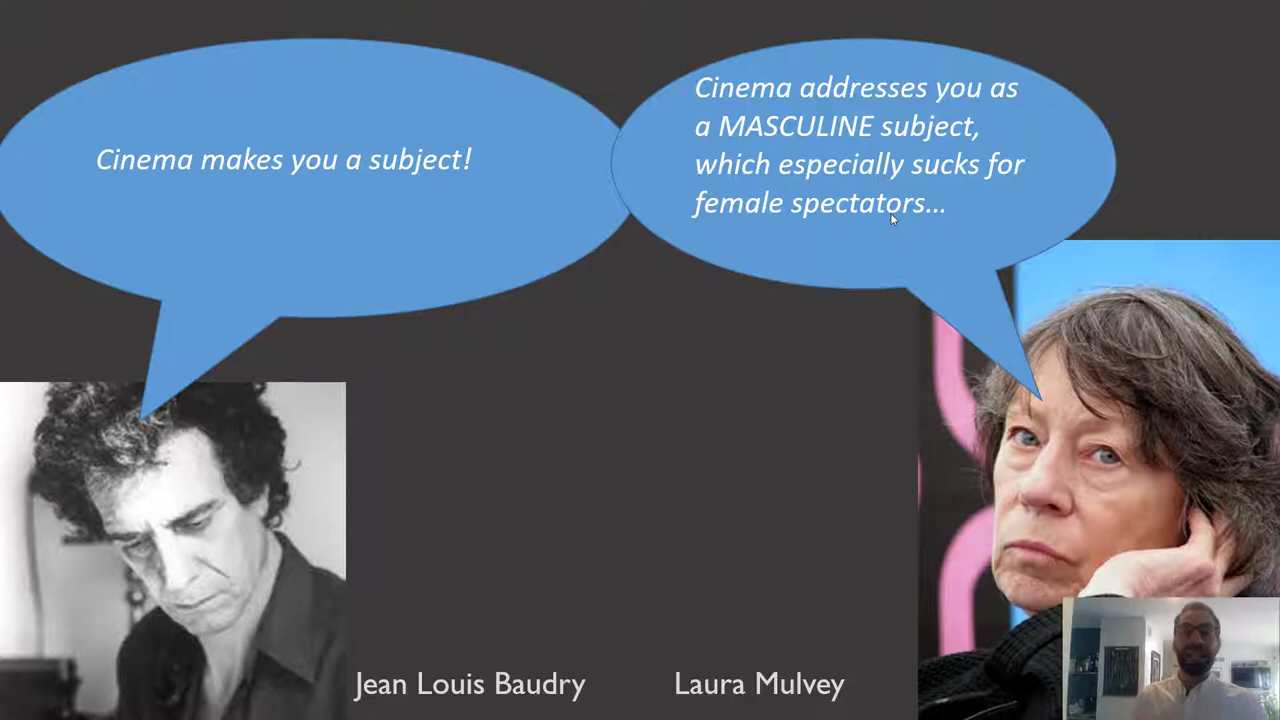 Cinema makes you a subject!
Cinema addresses you as
a MASCULINE subject,
which especially sucks for
female spectators...
Jean Louis Baudry
Laura Mulvey